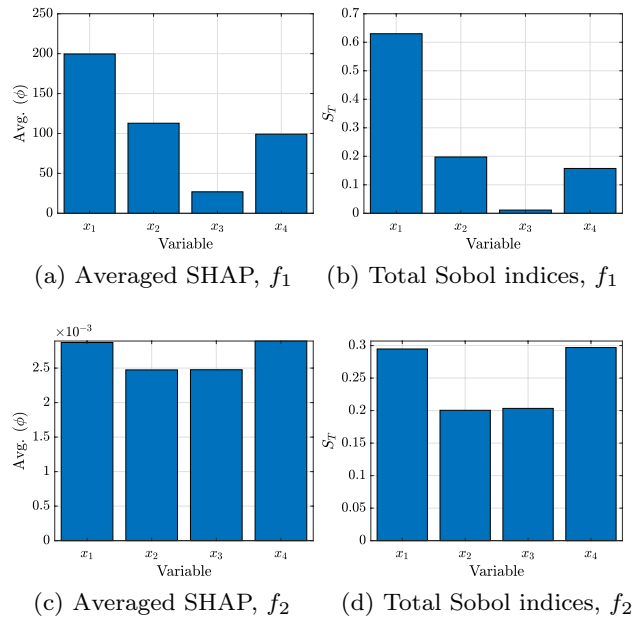 250
200
150
100
50
0
Avg. (ϕ)
x₁ x₂ x₃ x₄
Variable
0.7
0.6
0.5
0.4
0.3
0.2
0.1
0
S_T
x₁ x₂ x₃ x₄
Variable
(a) Averaged SHAP, f₁ (b) Total Sobol indices, f₁
×10⁻³
2.5
2
1.5
1
0.5
0
Avg. (ϕ)
x₁ x₂ x₃ x₄
Variable
0.3
0.25
0.2
0.15
0.1
0.05
0
S_T
x₁ x₂ x₃ x₄
Variable
(c) Averaged SHAP, f₂ (d) Total Sobol indices, f₂